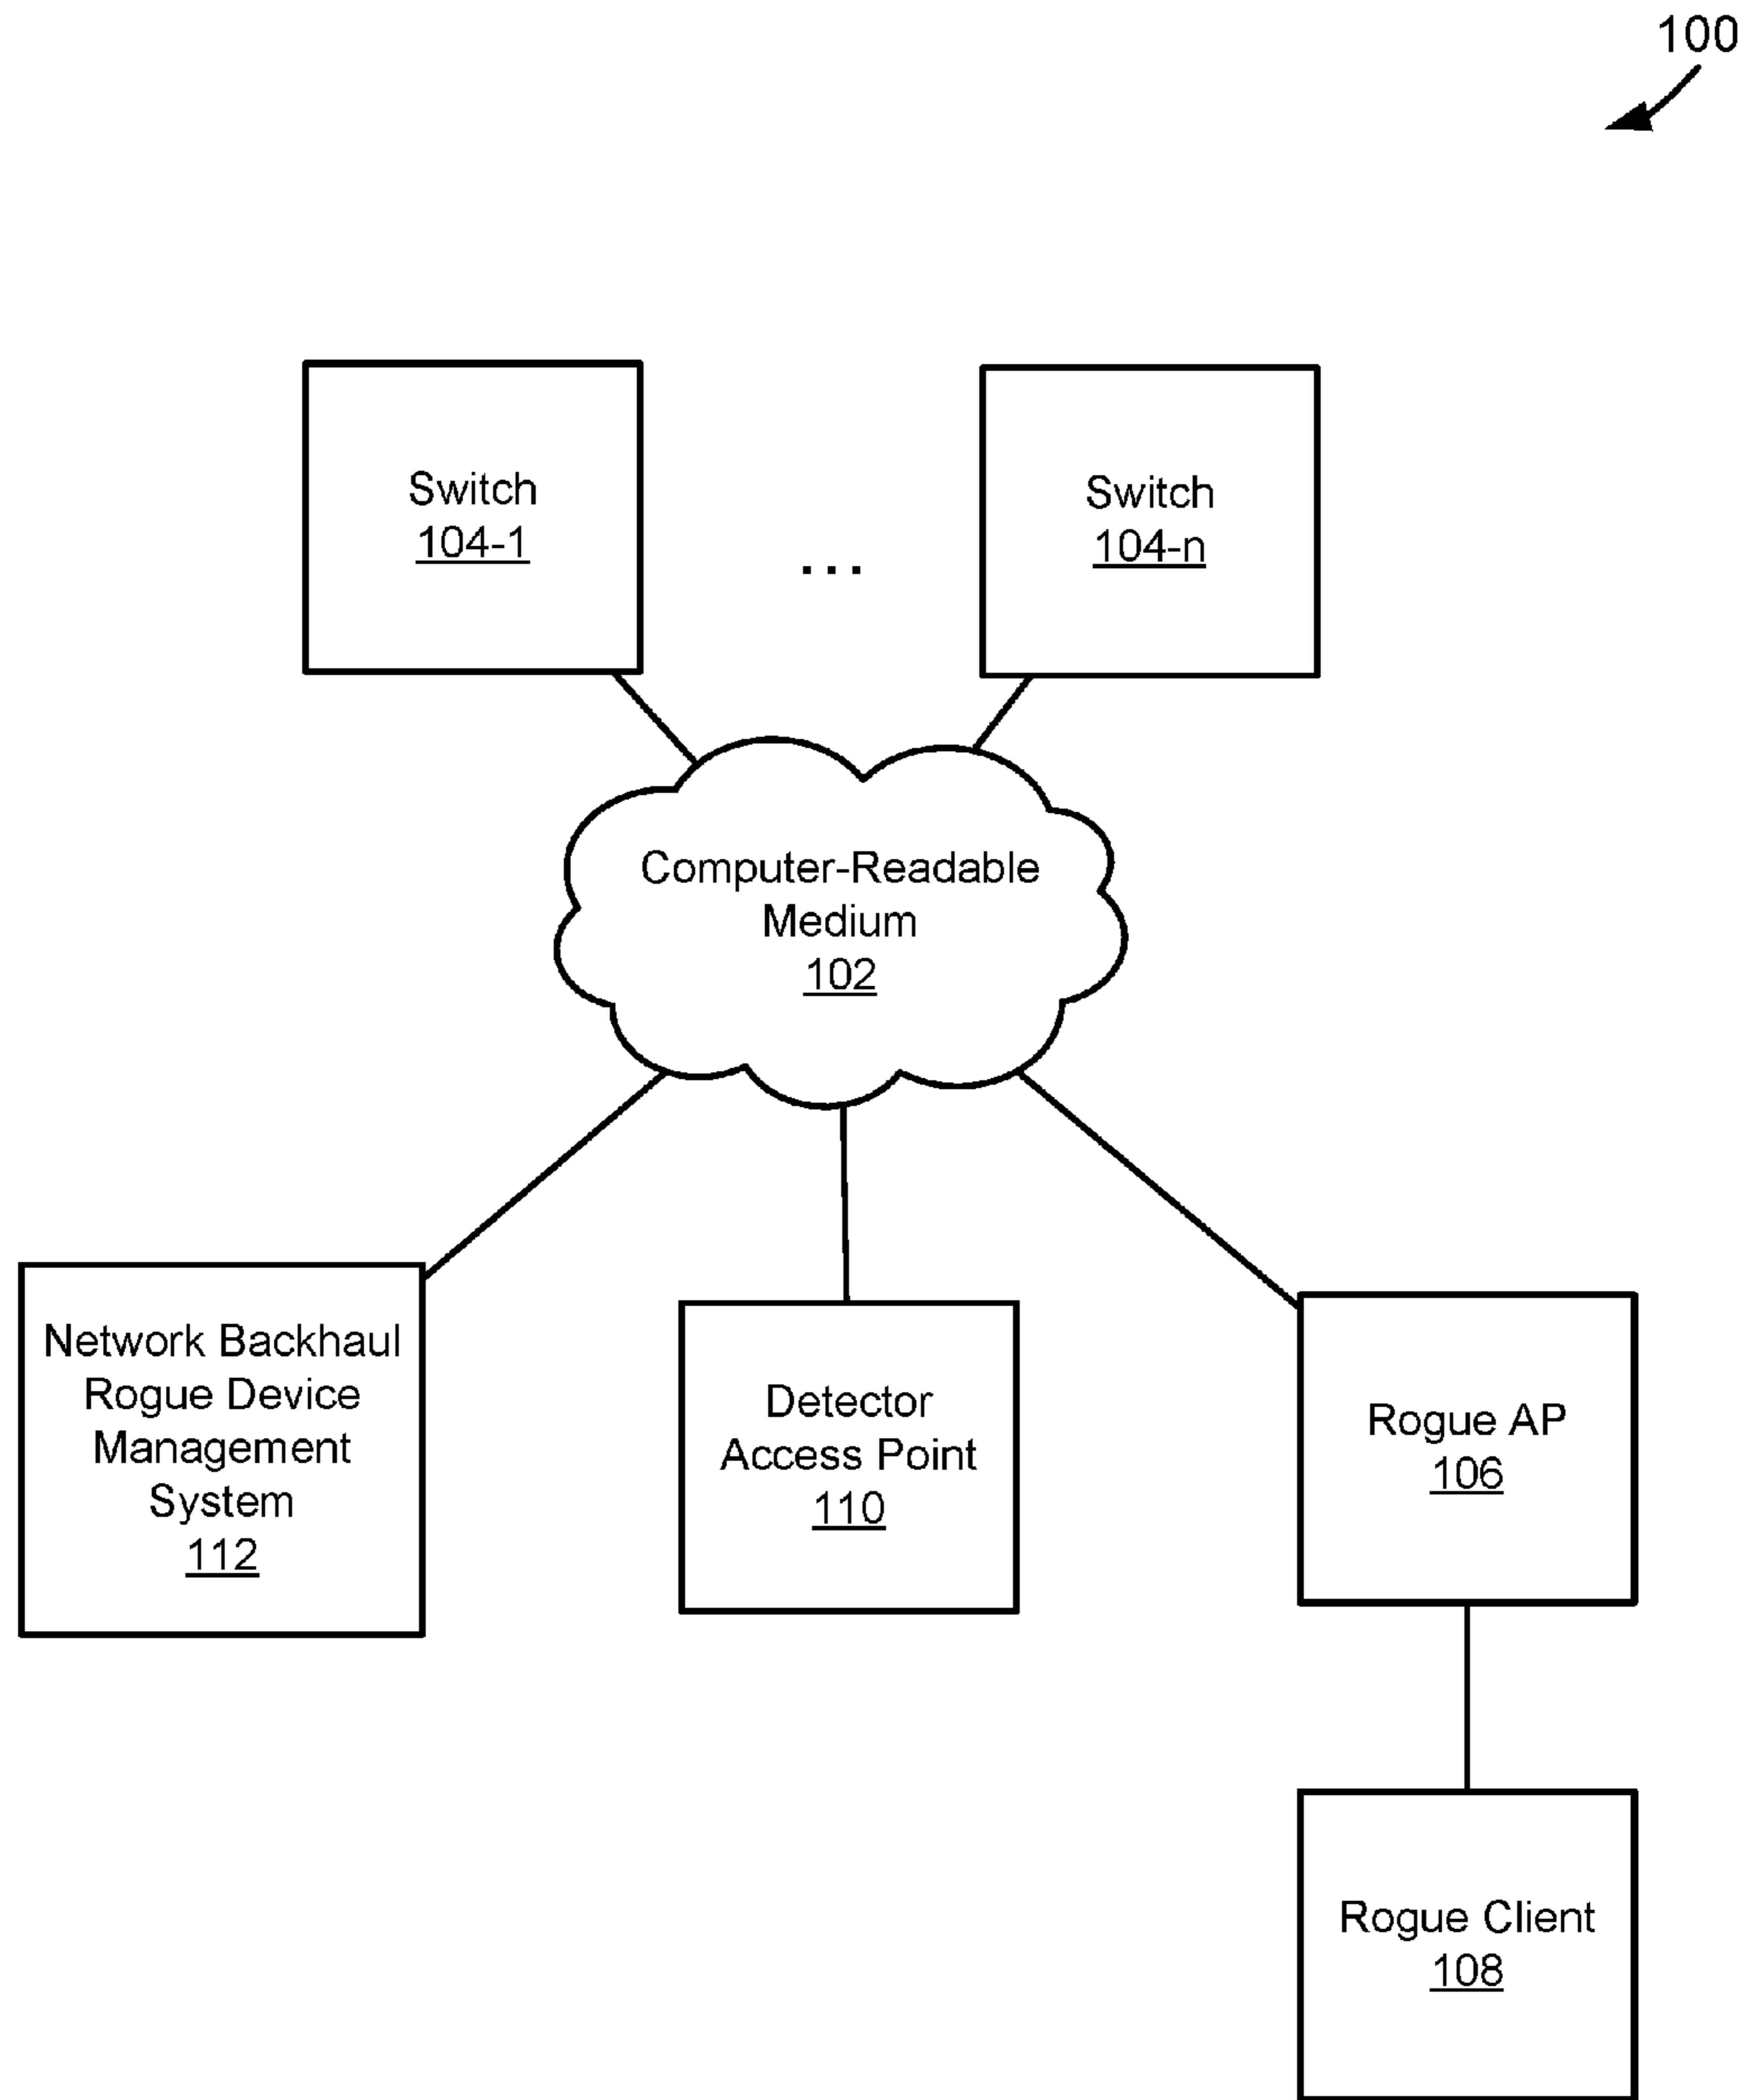 100
Switch
104-1
...
Switch
104-n
Computer-Readable
Medium
102
Network Backhaul
Rogue Device
Management
System
112
Detector
Access Point
110
Rogue AP
106
Rogue Client
108